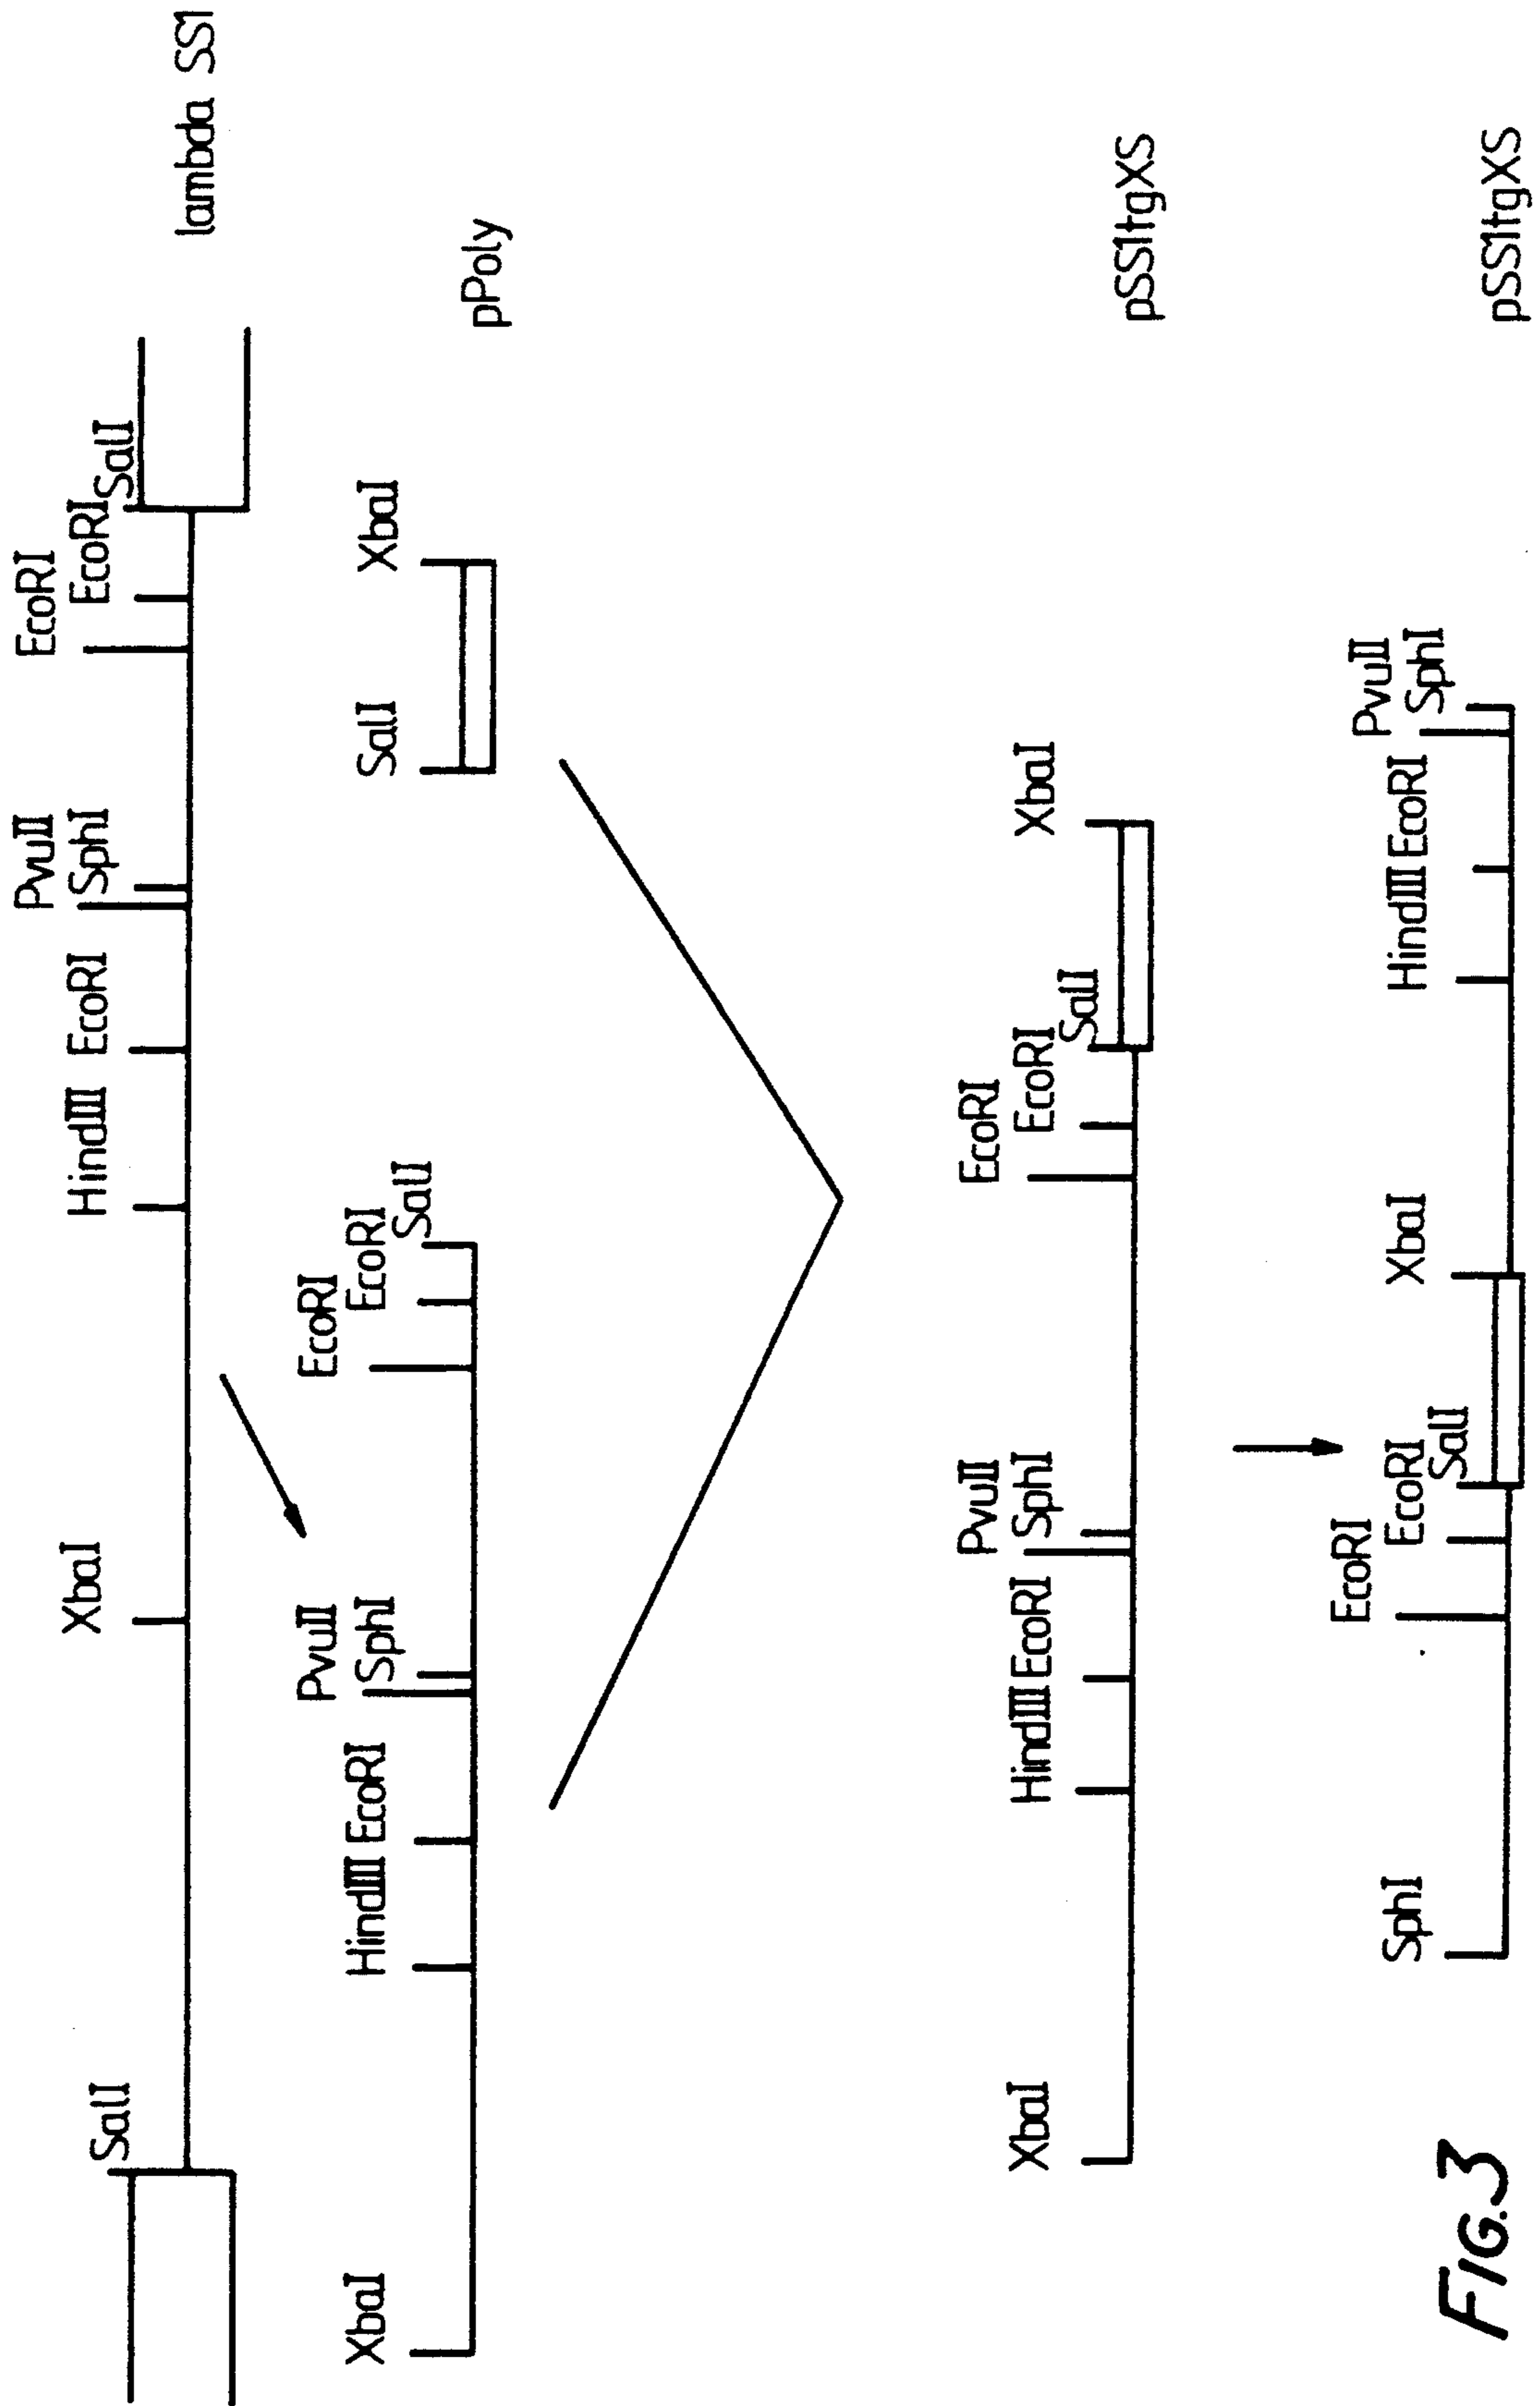 SalI XbaI HindIII EcoRI PvuII SphI EcoRI EcoRI SalI lambda SS1
XbaI HindIII EcoRI PvuII SphI EcoRI EcoRI SalI SalI XbaI pPoly
XbaI HindIII EcoRI PvuII SphI EcoRI EcoRI SalI XbaI pSS1tgXS
SphI EcoRI EcoRI SalI XbaI HindIII EcoRI PvuII SphI pSS1tgXS
FIG.3